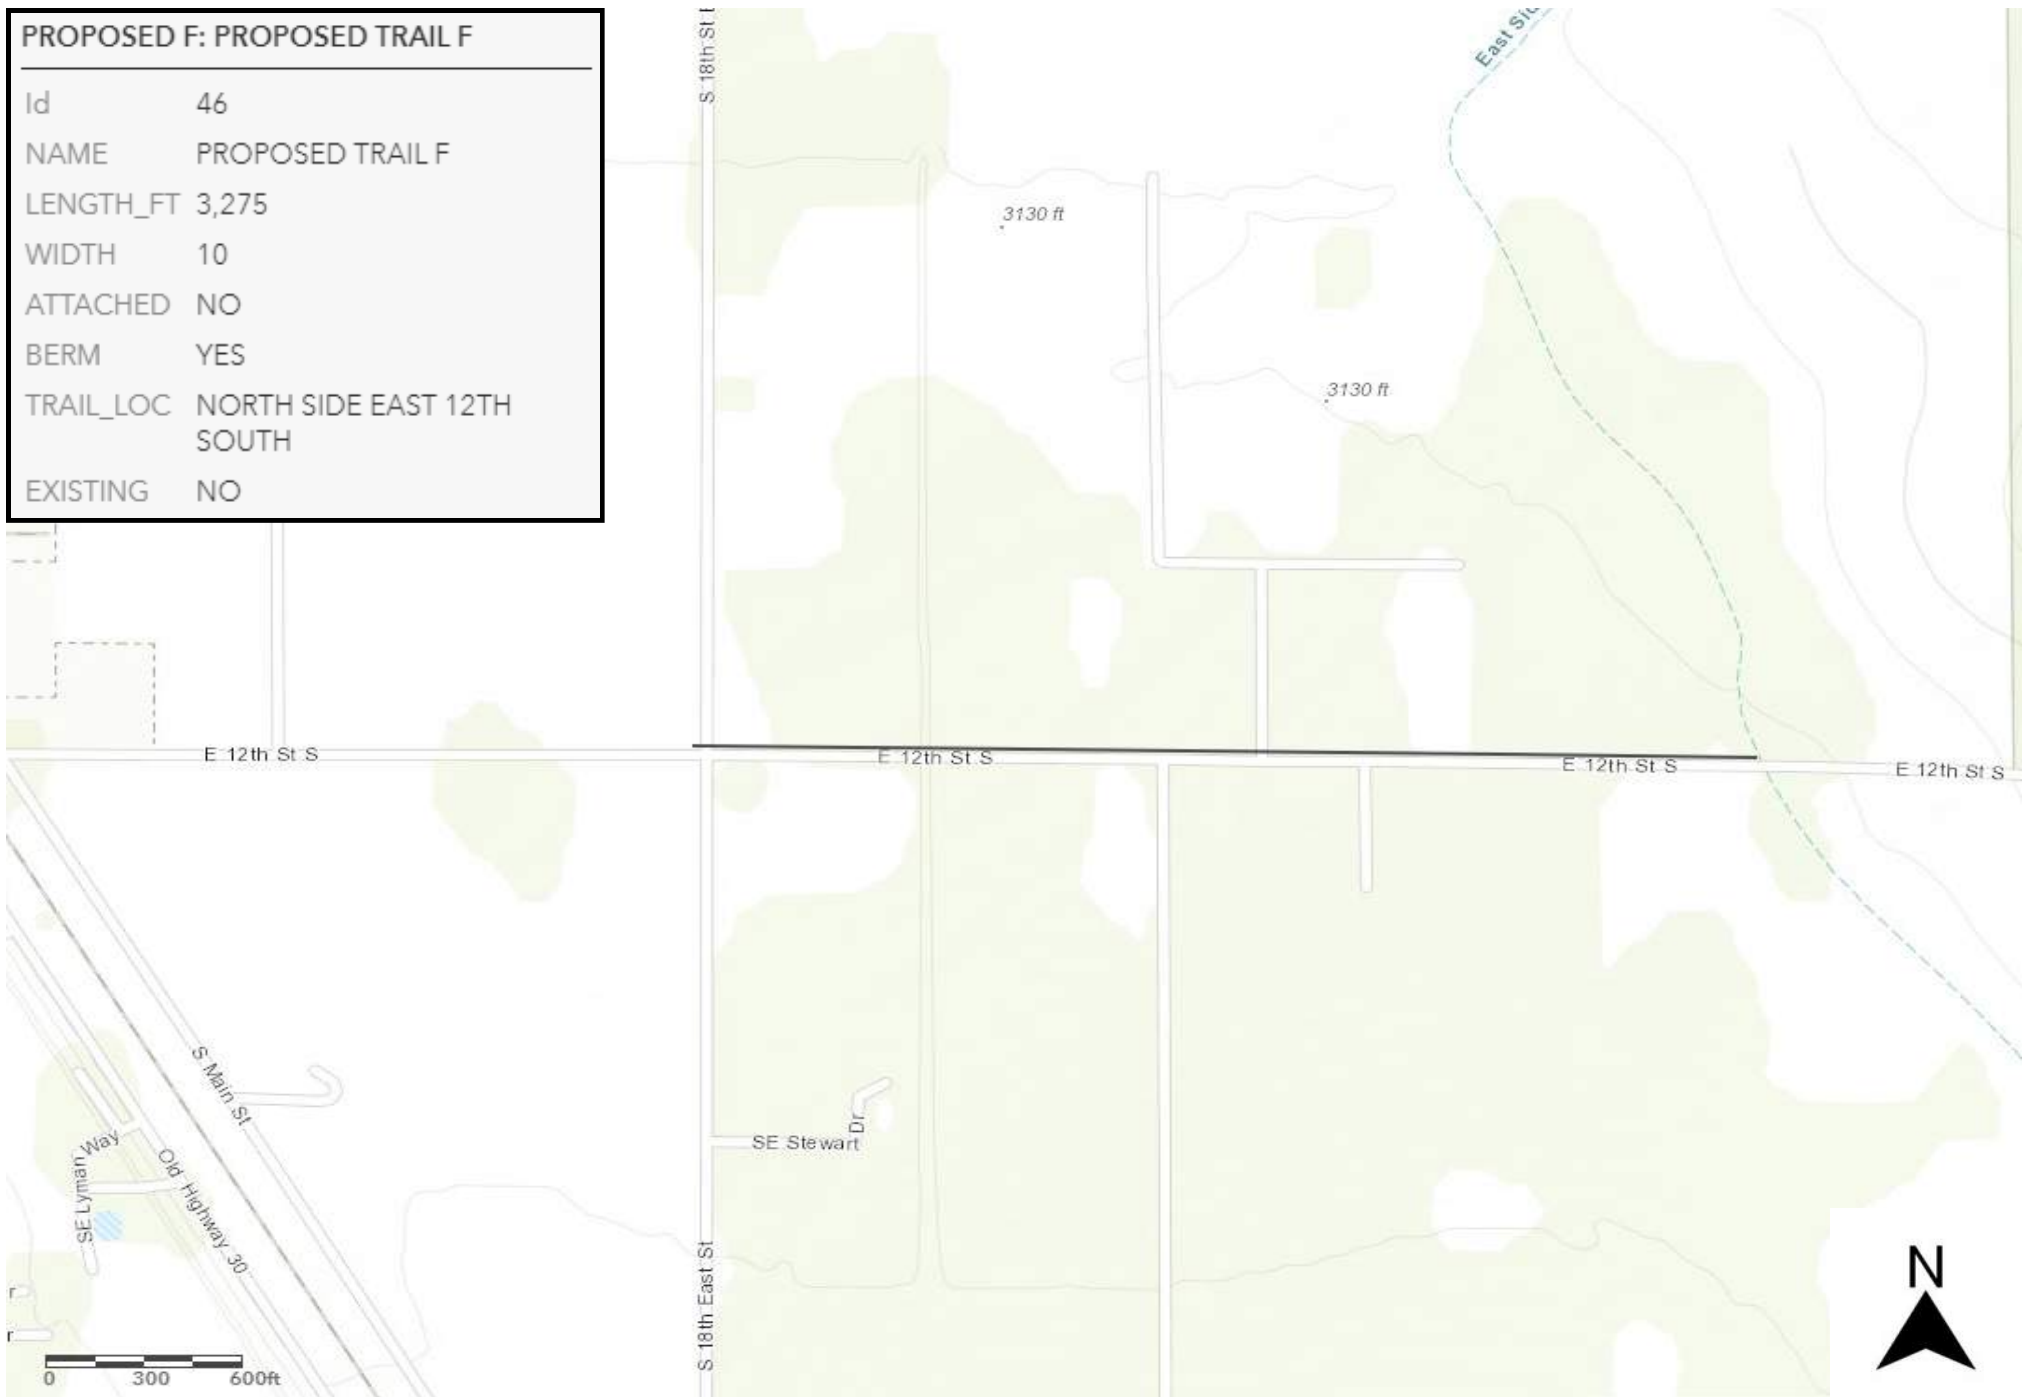 PROPOSED F: PROPOSED TRAIL F
Id 46
NAME PROPOSED TRAIL F
LENGTH_FT 3,275
WIDTH 10
ATTACHED NO
BERM YES
TRAIL_LOC NORTH SIDE EAST 12TH
SOUTH
EXISTING NO
S 18th St
East
3130 ft
3130 ft
E 12th St S
E 12th St S
E 12th St S
E 12th St S
S Main St
SE Lyman Way
Old Highway 30
SE Stewart Dr
S 18th East St
r
r
0 300 600ft
N